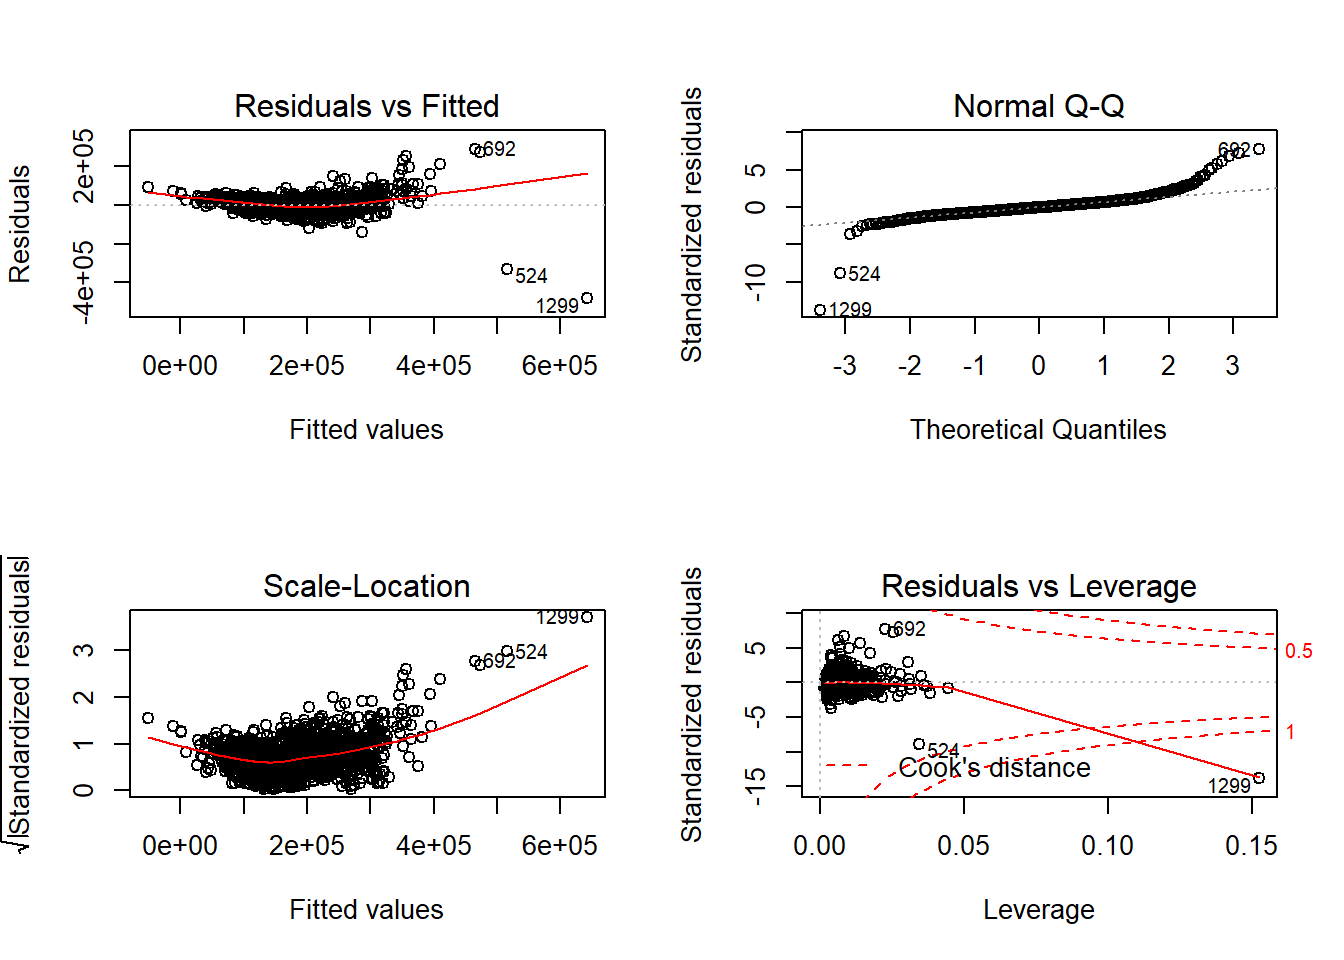 Residuals vs Fitted
Residuals
2e+05
-4e+05
692
524
1299
0e+00 2e+05 4e+05 6e+05
Fitted values
Normal Q-Q
Standardized residuals
5
0
-10
692
524
1299
-3 -2 -1 0 1 2 3
Theoretical Quantiles
Scale-Location
√|Standardized residuals|
3
2
1
0
1299
524
692
0e+00 2e+05 4e+05 6e+05
Fitted values
Residuals vs Leverage
Standardized residuals
5
-5
-15
692
0.5
1
524
Cook's distance
1299
0.00 0.05 0.10 0.15
Leverage